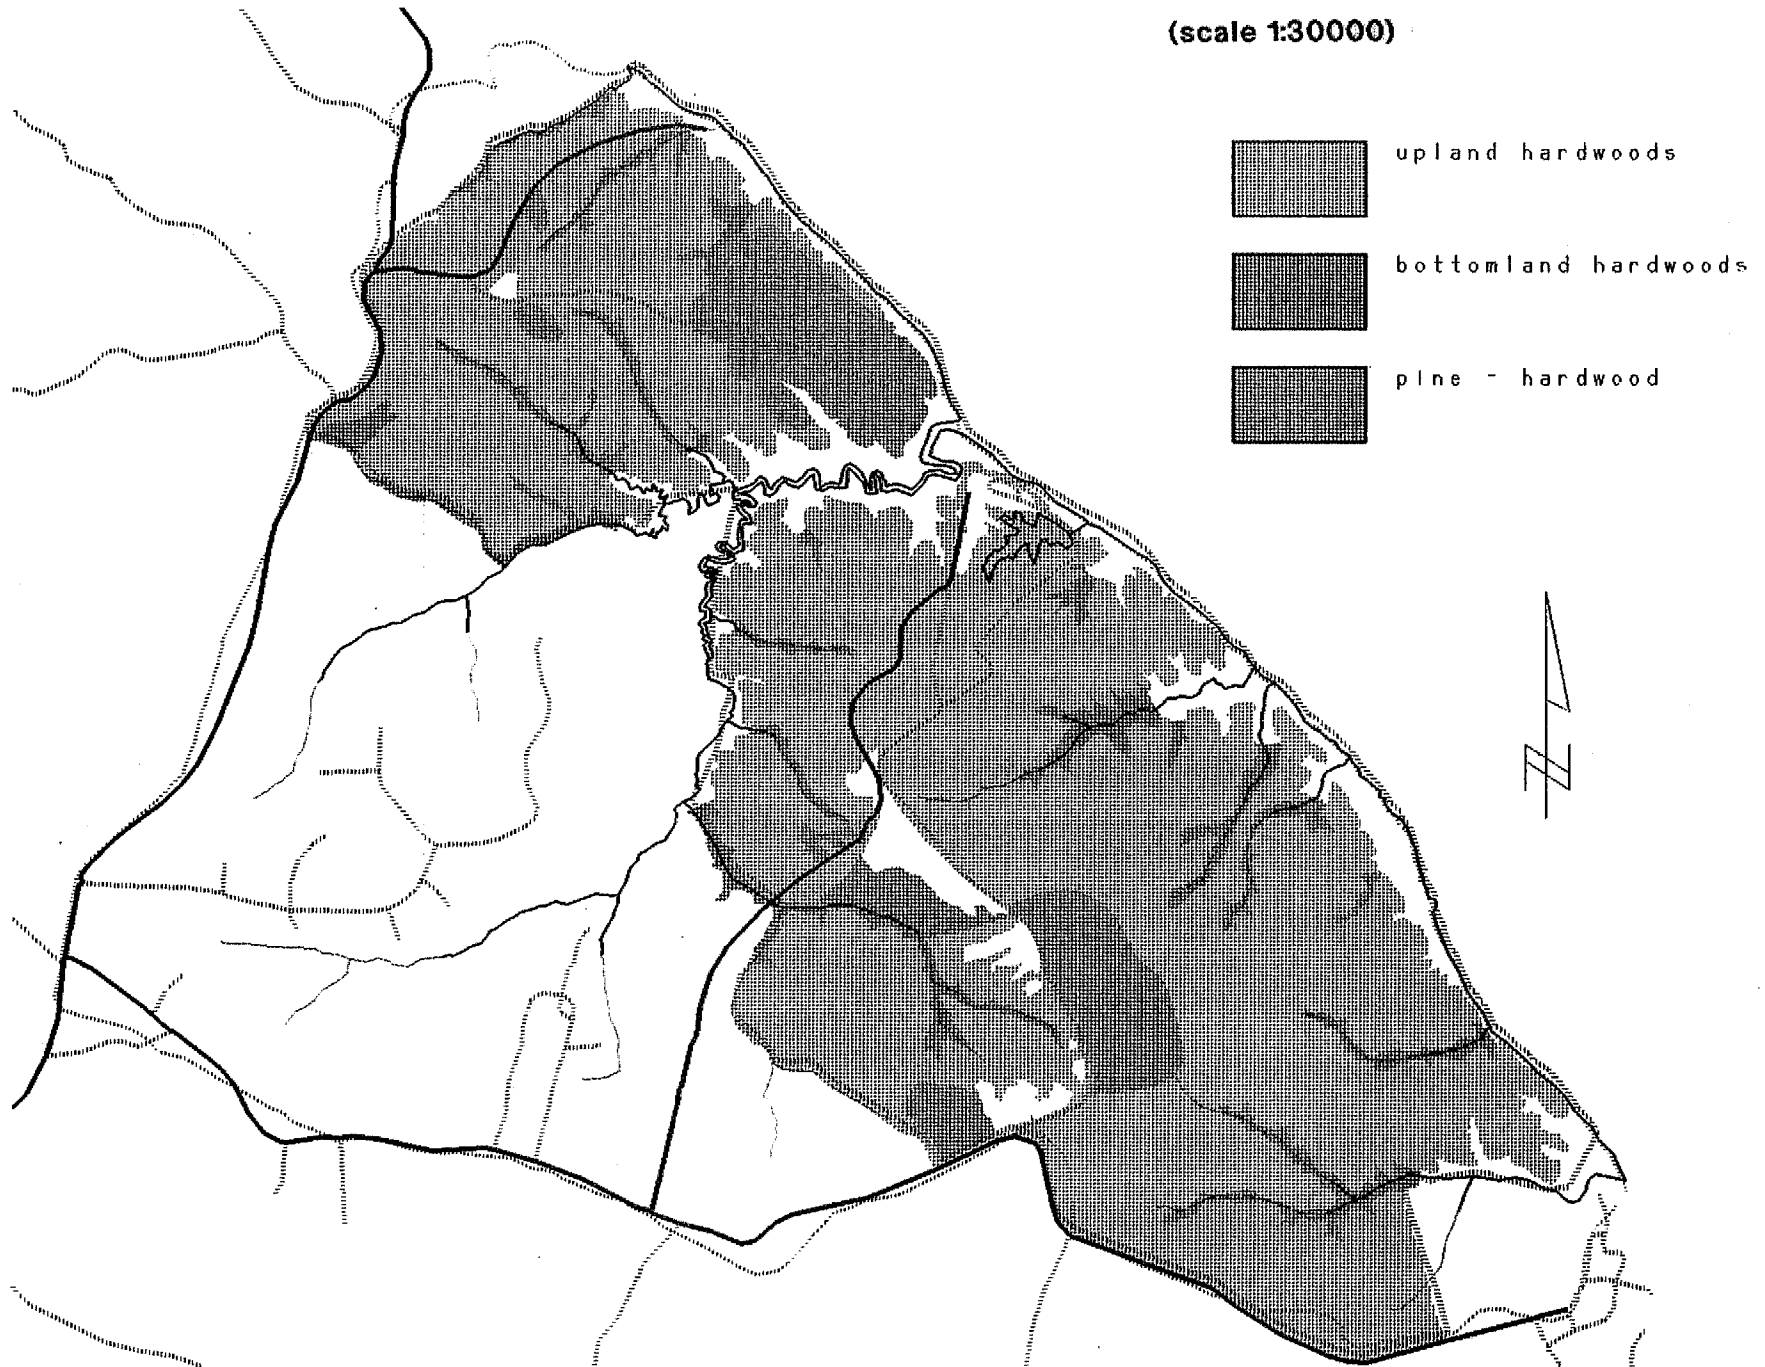 (scale 1:30000)
upland hardwoods
bottomland hardwoods
pine - hardwood
N